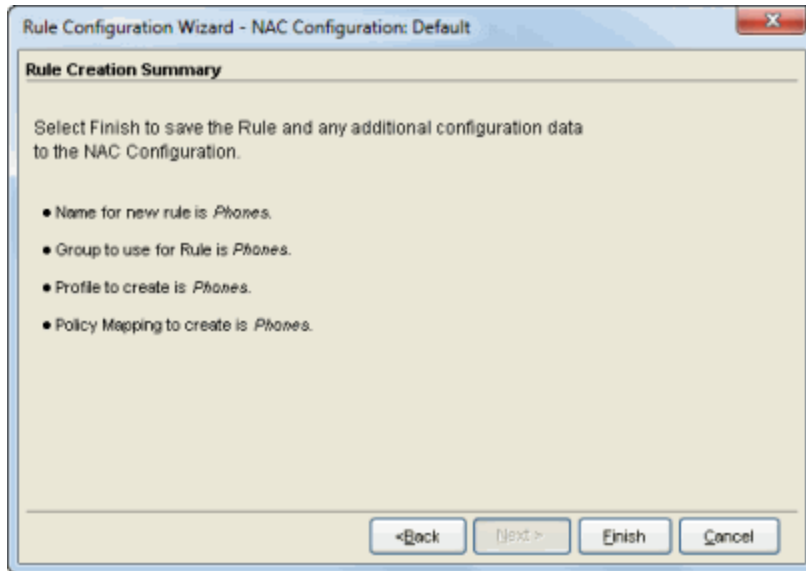 Rule Configuration Wizard - NAC Configuration: Default
Rule Creation Summary
Select Finish to save the Rule and any additional configuration data
to the NAC Configuration.
● Name for new rule is Phones.
● Group to use for Rule is Phones.
● Profile to create is Phones.
● Policy Mapping to create is Phones.
<Back
Next >
Finish
Cancel